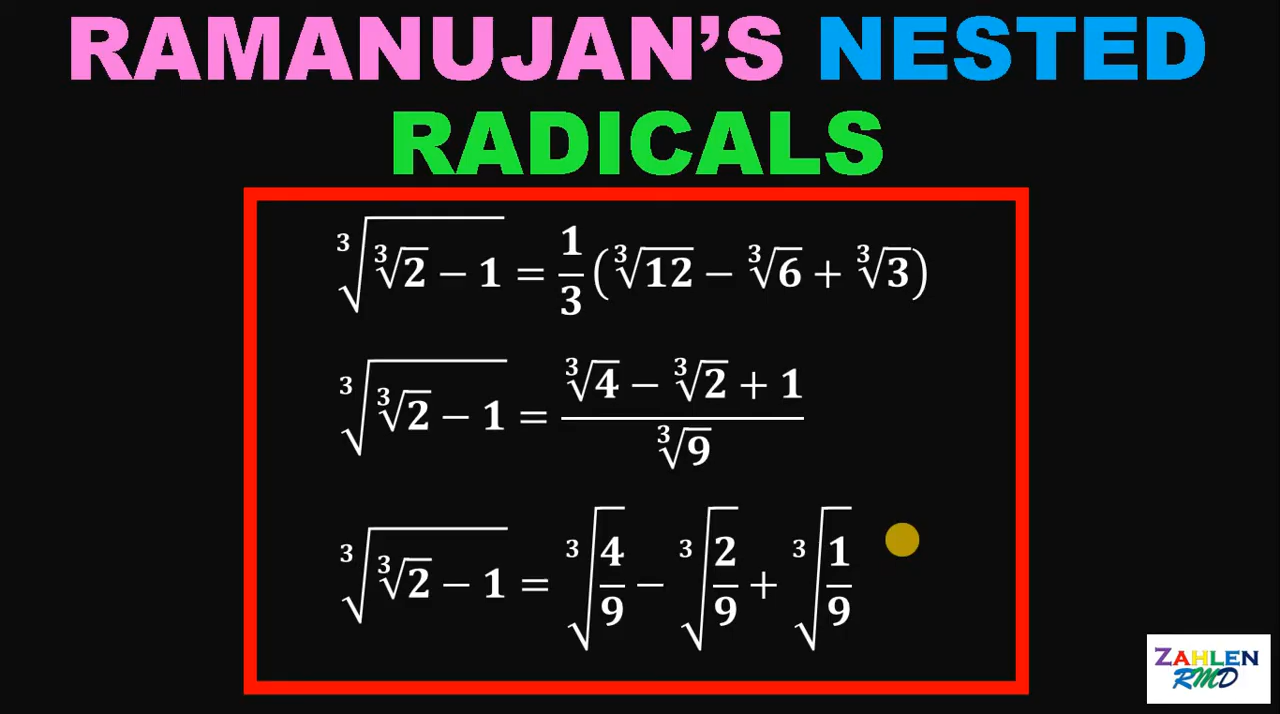 RAMANUJAN’S NESTED
RADICALS
∛(∛2 − 1) = 1/3 (∛12 − ∛6 + ∛3)
∛(∛2 − 1) = (∛4 − ∛2 + 1)/∛9
∛(∛2 − 1) = ∛(4/9) − ∛(2/9) + ∛(1/9)
ZAHLEN
RMD